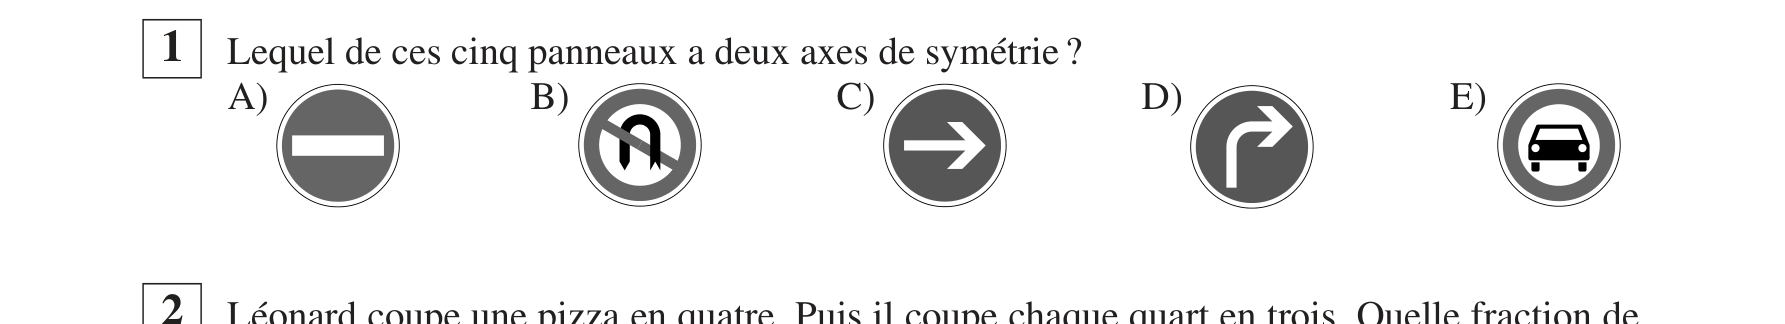 1 Lequel de ces cinq panneaux a deux axes de symétrie ?
A) B) C) D) E)
2 Léonard coupe une pizza en quatre. Puis il coupe chaque quart en trois. Quelle fraction de